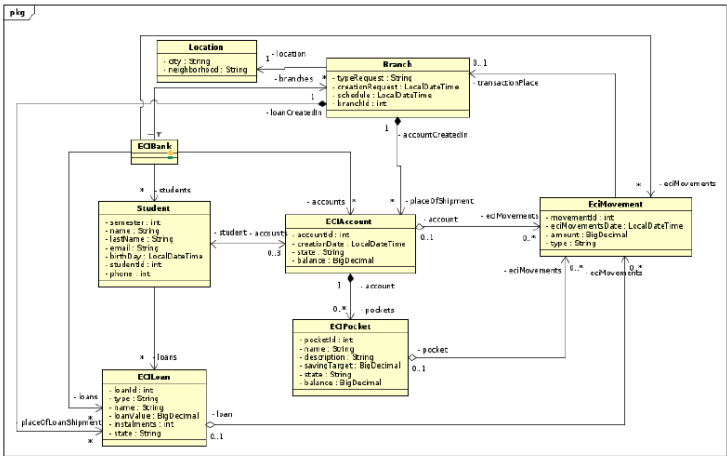 pkg
Location
- city : String
- neighborhood : String
- location
1
Branch
- typeRequest : String
- creationRequest : LocalDateTime
- schedule : LocalDateTime
- branchId : int
0..1
- transactionPlace
- branches
*
1
- loanCreatedIn
1
- accountCreatedIn
ECIBank
* - students
- accounts
*
* - placeOfShipment
* - eciMovements
Student
- semester : int
- name : String
- lastName : String
- email : String
- birthDay : LocalDateTime
- studentId : int
- phone : int
- student
- accounts
0..3
ECIAccount
- accountId : int
- creationDate : LocalDateTime
- state : String
- balance : BigDecimal
- account
0..1
- eciMovements
0..*
EciMovement
- movementId : int
- eciMovementsDate : LocalDateTime
- amount : BigDecimal
- type : String
- eciMovements
0..*
0..*
- eciMovements
1
- account
0..*
- pockets
ECIPocket
- pocketId : int
- name : String
- description : String
- savingTarget : BigDecimal
- state : String
- balance : BigDecimal
- pocket
0..1
* - loans
ECILoan
- loanId : int
- type : String
- name : String
- loanValue : BigDecimal
- instalments : int
- state : String
- loans
*
- placeOfLoanShipment
*
- loan
0..1